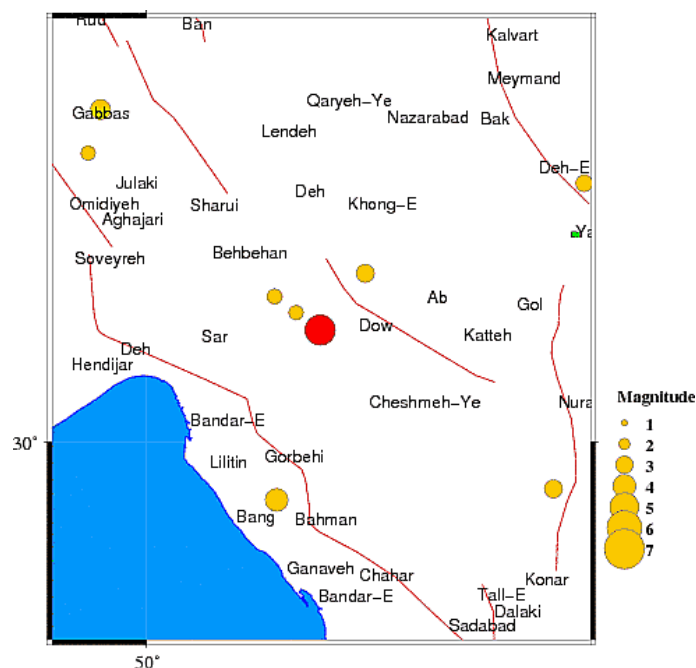 Rud
Ban
Kalvart
Meymand
Qaryeh-Ye
Gabbas
Nazarabad
Bak
Lendeh
Deh-E
Julaki
Deh
Omidiyeh
Sharui
Khong-E
Aghajari
Ya
Behbehan
Soveyreh
Ab
Gol
Dow
Sar
Katteh
Deh
Hendijar
Magnitude
Cheshmeh-Ye
Nura
1
Bandar-E
30°
2
Gorbehi
Lilitin
3
4
Bang
Bahman
5
6
7
Ganaveh
Chahar
Konar
Bandar-E
Tall-E
Dalaki
Sadabad
50°